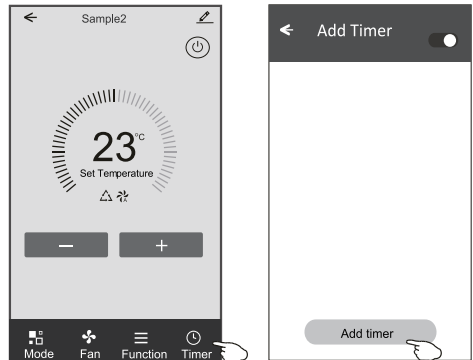 Sample2
23°C
Set Temperature
A
Mode Fan Function Timer
Add Timer
Add timer